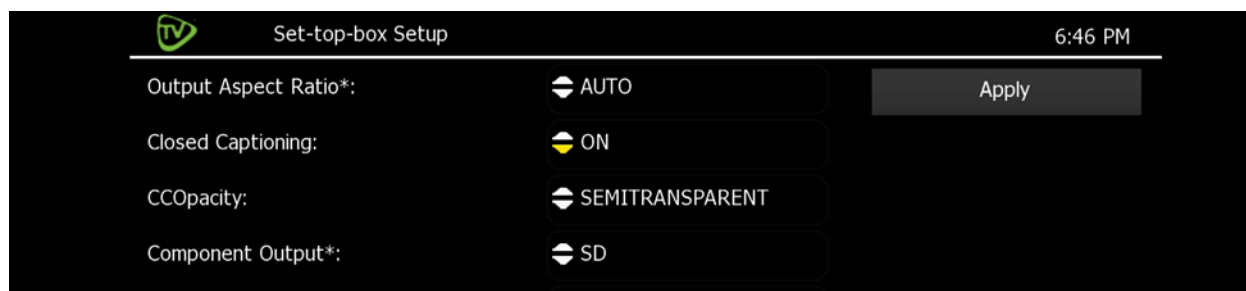 TV Set-top-box Setup 6:46 PM
Output Aspect Ratio*: AUTO Apply
Closed Captioning: ON
CCOpacity: SEMITRANSPARENT
Component Output*: SD